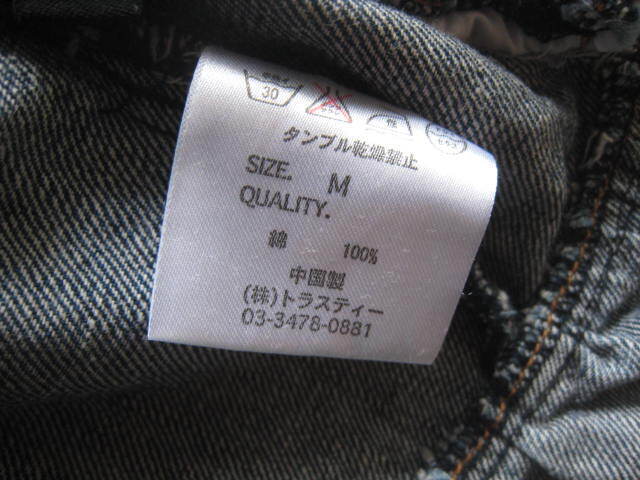 30
タンブル乾燥禁止
SIZE. M
QUALITY.
綿 100%
中国製
(株)トラスティー
03-3478-0881